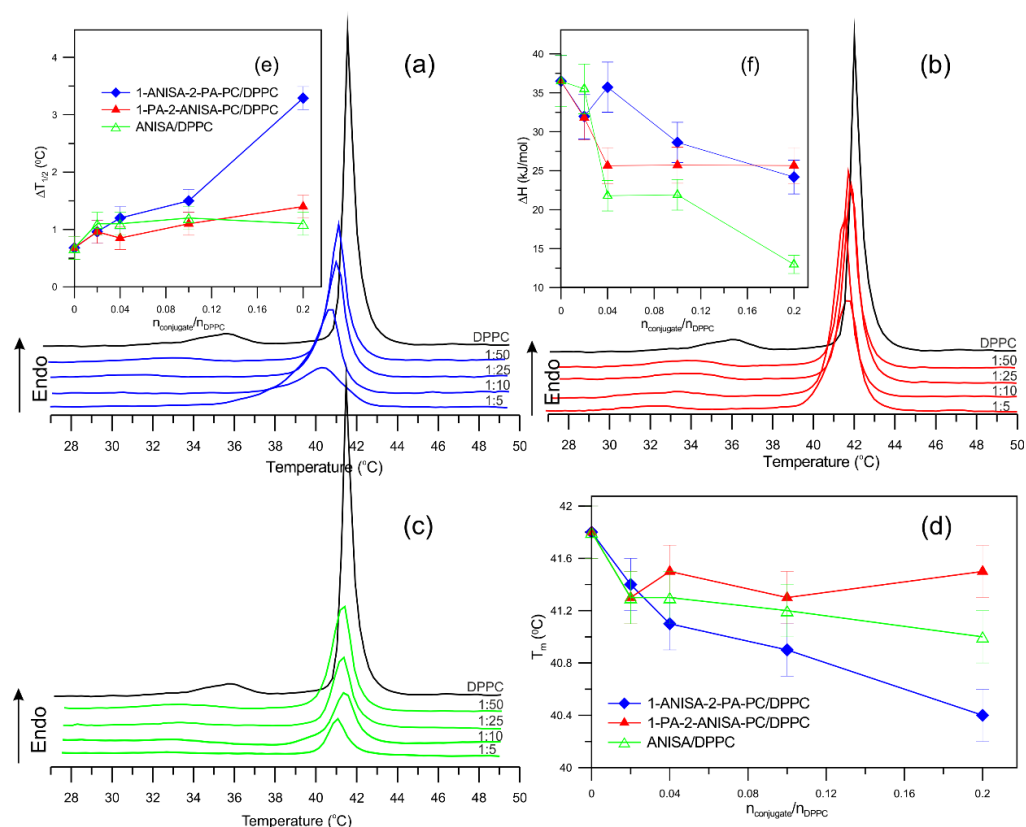 (e)
4
3
2
1
0
ΔT1/2 (ºC)
1-ANISA-2-PA-PC/DPPC
1-PA-2-ANISA-PC/DPPC
ANISA/DPPC
0 0.04 0.08 0.12 0.16 0.2
nconjugate/nDPPC
(a)
DPPC
1:50
1:25
1:10
1:5
Endo
28 30 32 34 36 38 40 42 44 46 48 50
Temperature (ºC)
(f)
40
35
30
25
20
15
10
ΔH (kJ/mol)
0 0.04 0.08 0.12 0.16 0.2
nconjugate/nDPPC
(b)
DPPC
1:50
1:25
1:10
1:5
Endo
28 30 32 34 36 38 40 42 44 46 48 50
Temperature (ºC)
(c)
DPPC
1:50
1:25
1:10
1:5
Endo
28 30 32 34 36 38 40 42 44 46 48 50
Temperature (ºC)
(d)
42
41.6
41.2
40.8
40.4
40
Tm (ºC)
1-ANISA-2-PA-PC/DPPC
1-PA-2-ANISA-PC/DPPC
ANISA/DPPC
0 0.04 0.08 0.12 0.16 0.2
nconjugate/nDPPC